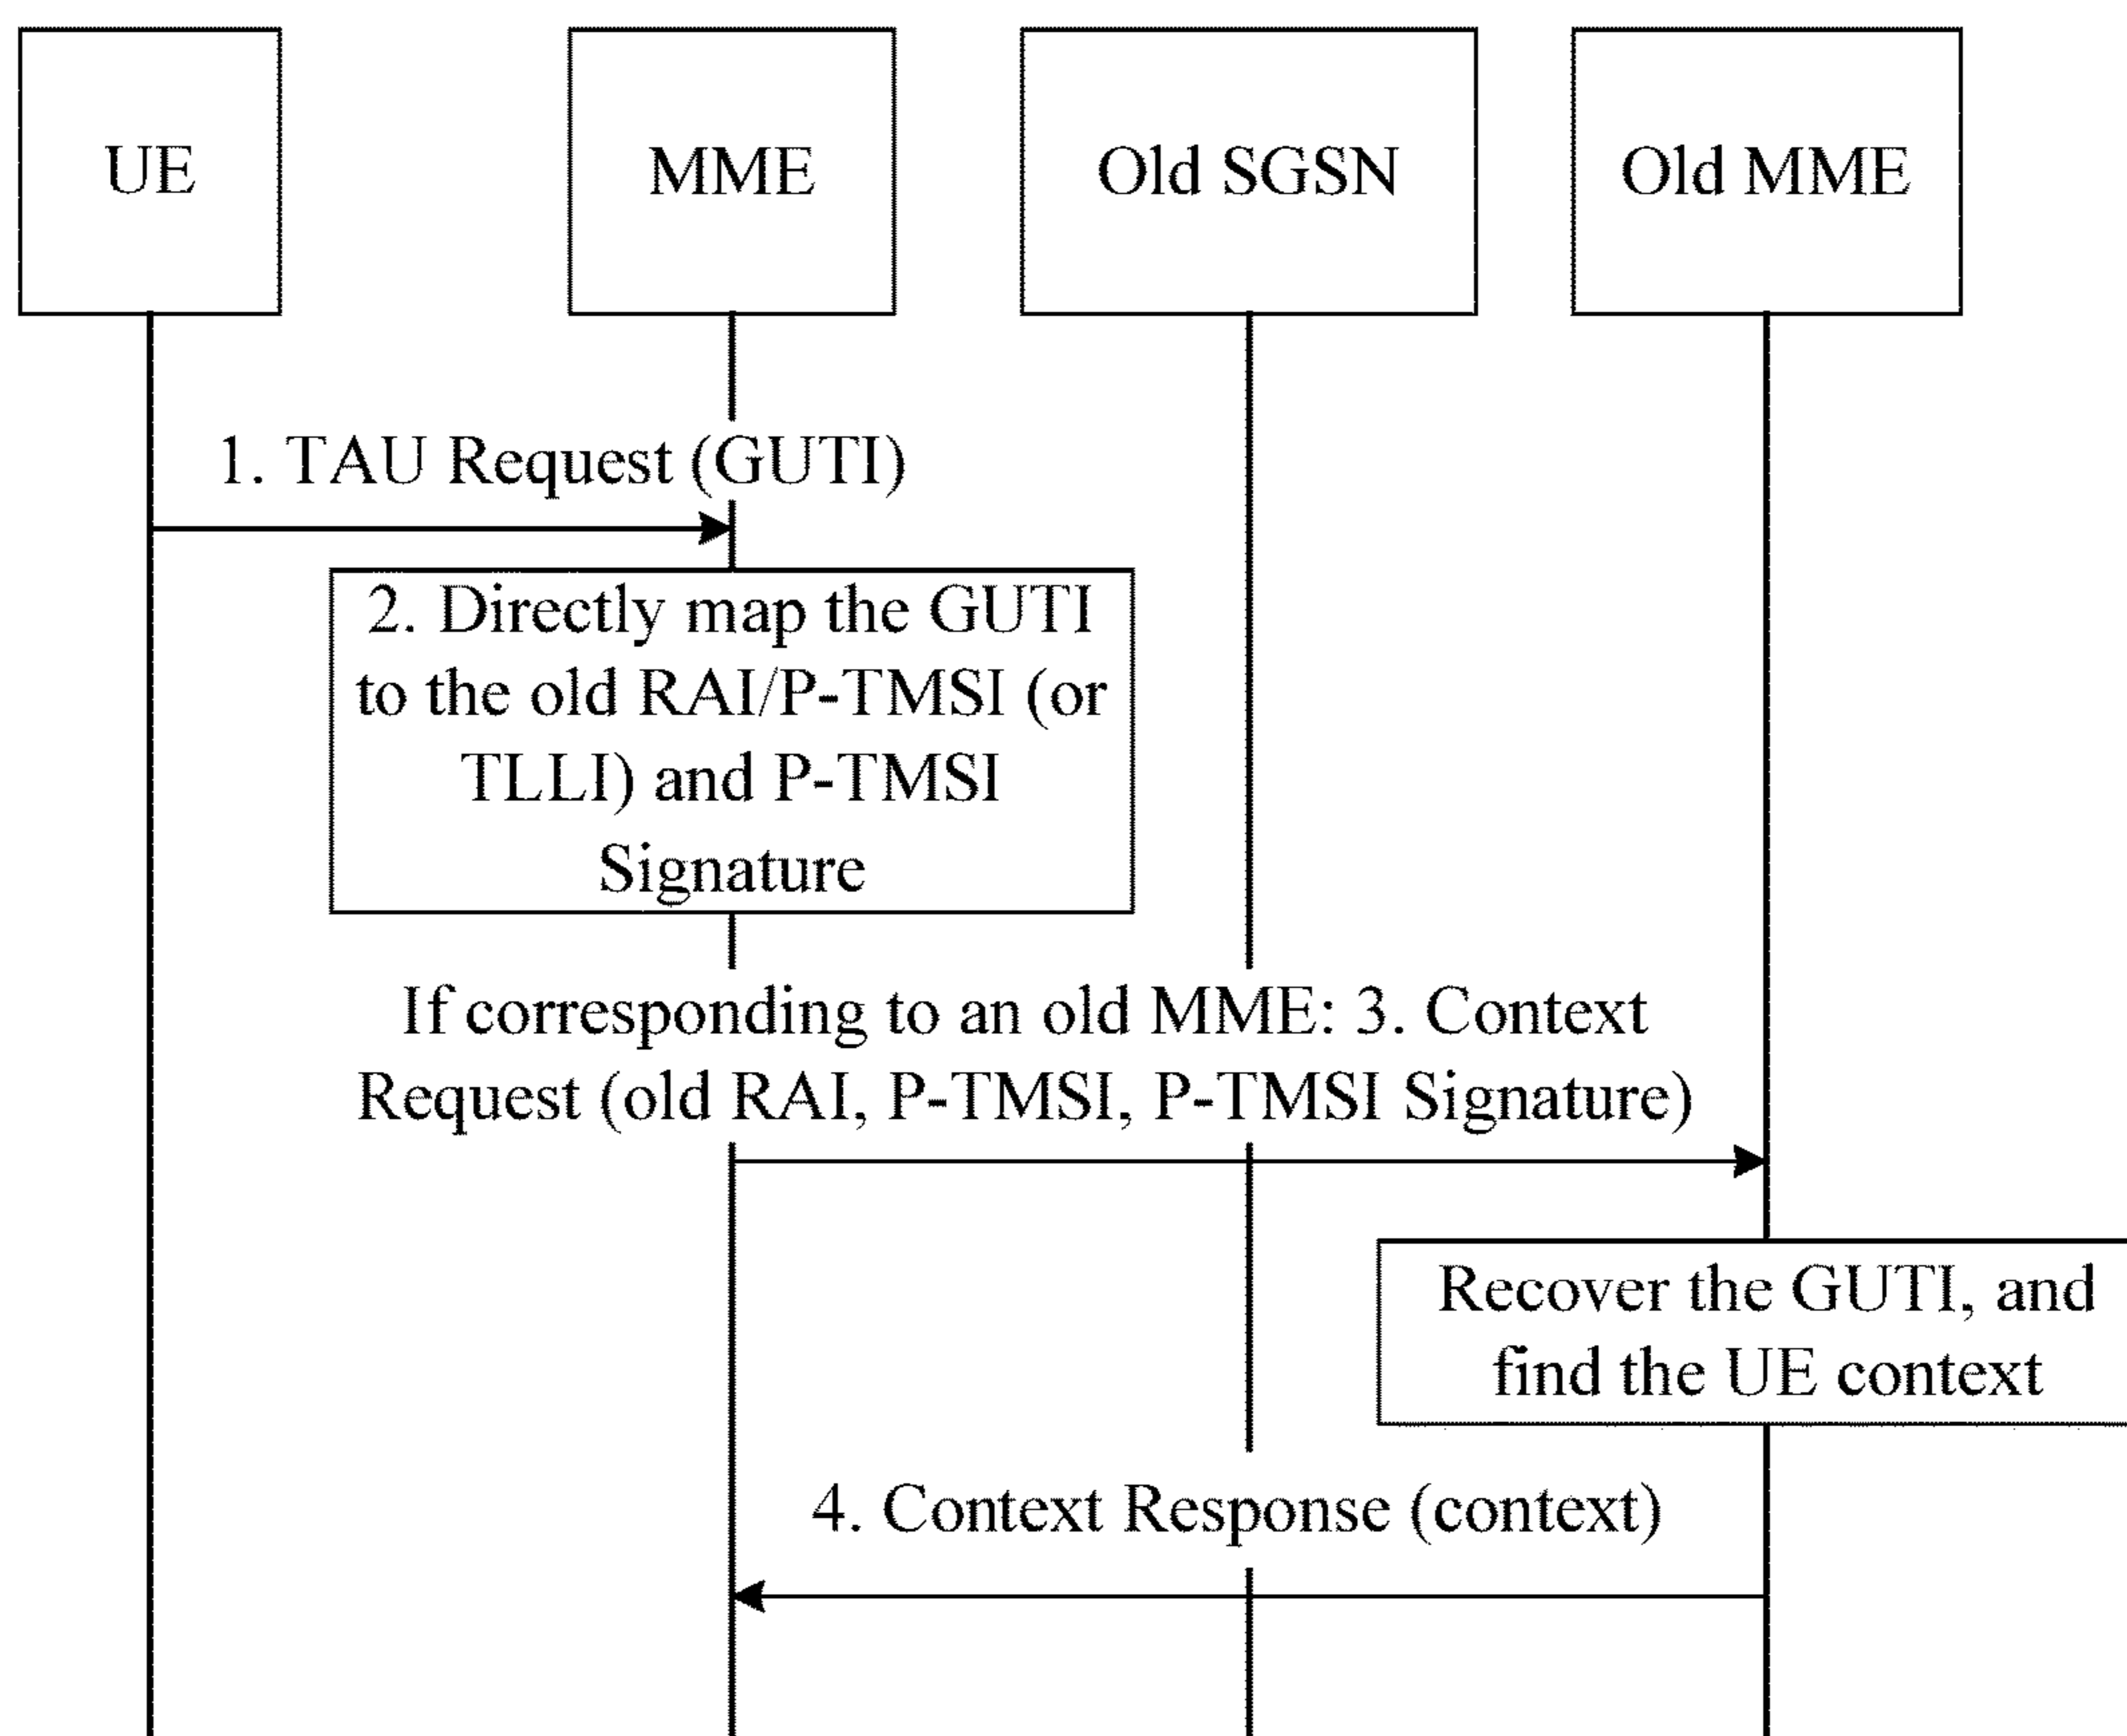 UE
MME
Old SGSN
Old MME
1. TAU Request (GUTI)
2. Directly map the GUTI
to the old RAI/P-TMSI (or
TLLI) and P-TMSI
Signature
If corresponding to an old MME: 3. Context
Request (old RAI, P-TMSI, P-TMSI Signature)
Recover the GUTI, and
find the UE context
4. Context Response (context)